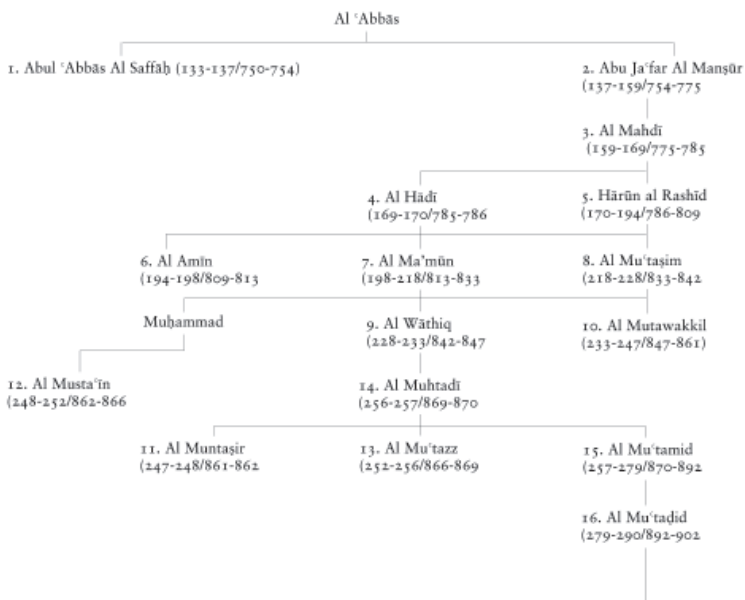 Al ʿAbbās
1. Abul ʿAbbās Al Saffāḥ (133-137/750-754)
2. Abu Jaʿfar Al Manṣūr
(137-159/754-775
3. Al Mahdī
(159-169/775-785
4. Al Hādī
(169-170/785-786
5. Hārūn al Rashīd
(170-194/786-809
6. Al Amīn
(194-198/809-813
7. Al Ma’mūn
(198-218/813-833
8. Al Muʿtaṣim
(218-228/833-842
Muḥammad
9. Al Wāthiq
(228-233/842-847
10. Al Mutawakkil
(233-247/847-861)
12. Al Mustaʿīn
(248-252/862-866
14. Al Muhtadī
(256-257/869-870
11. Al Muntaṣir
(247-248/861-862
13. Al Muʿtazz
(252-256/866-869
15. Al Muʿtamid
(257-279/870-892
16. Al Muʿtaḍid
(279-290/892-902